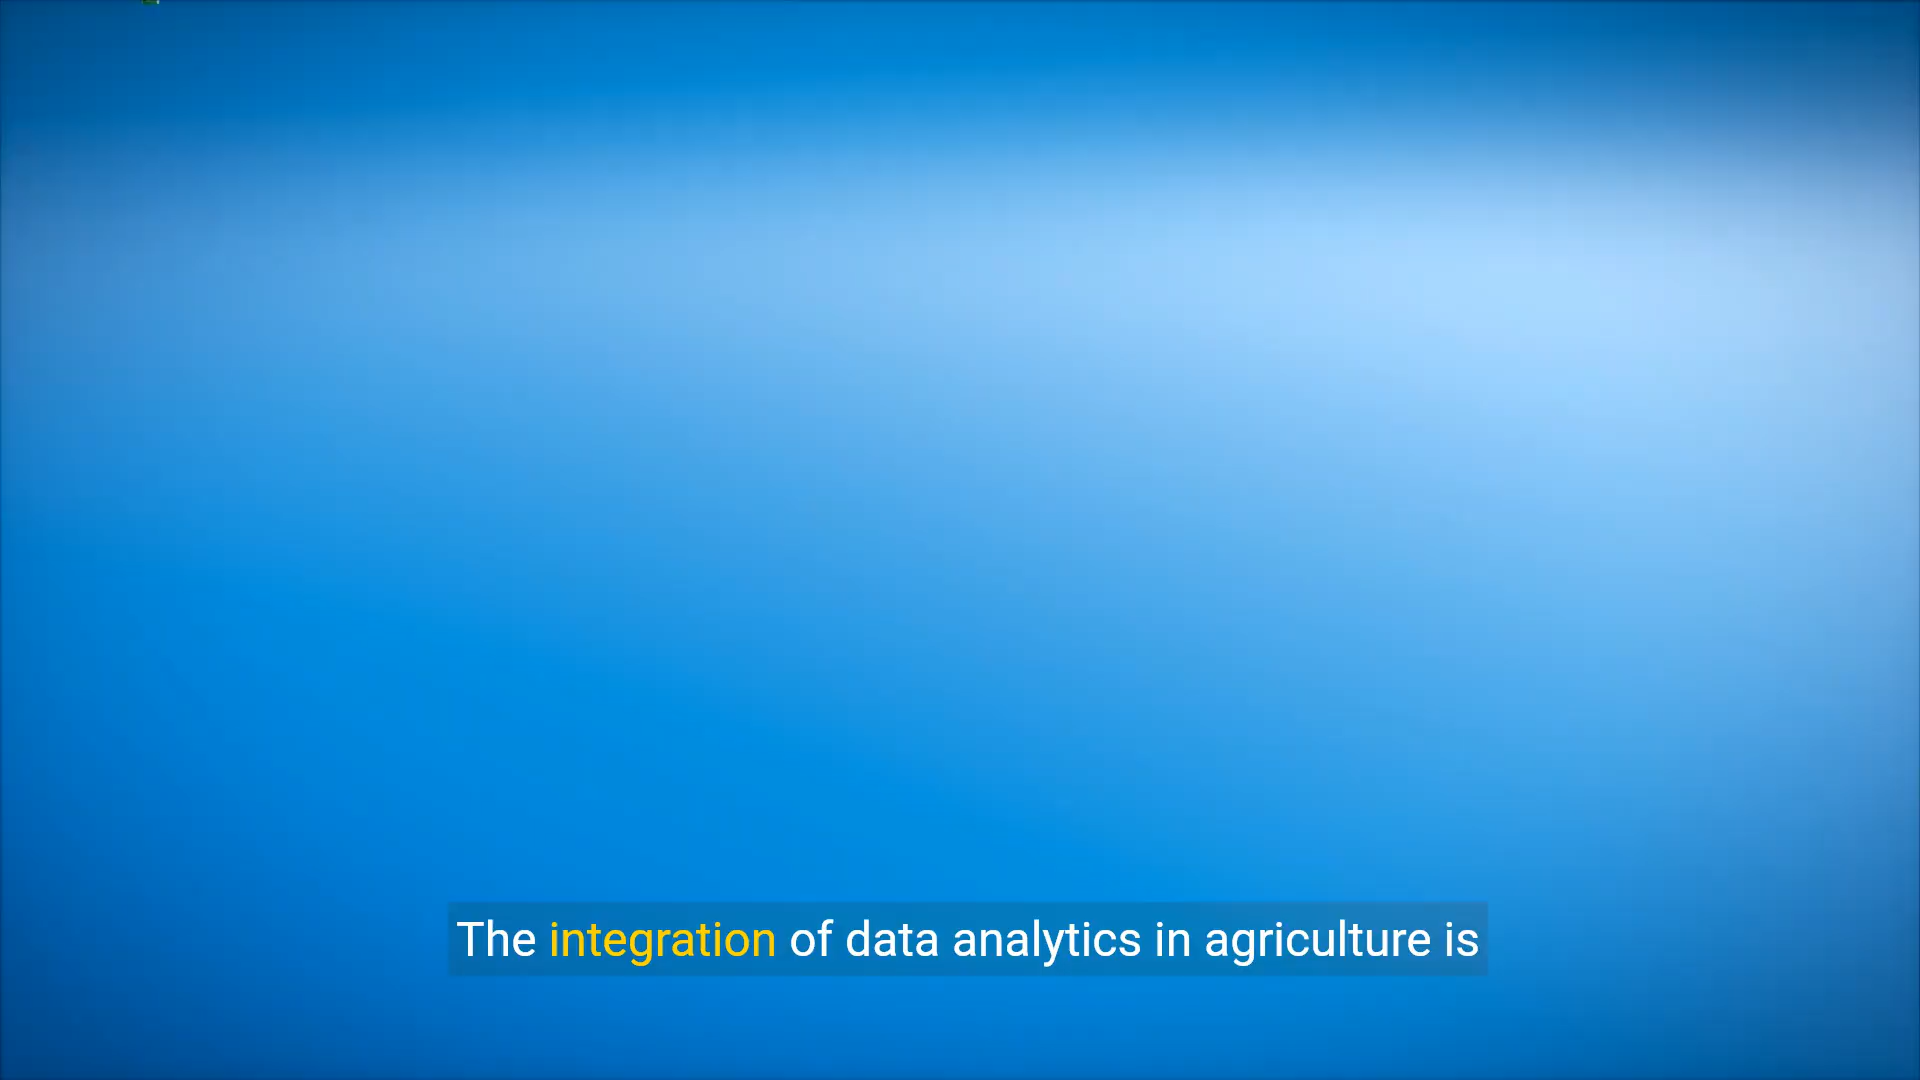 The integration of data analytics in agriculture is